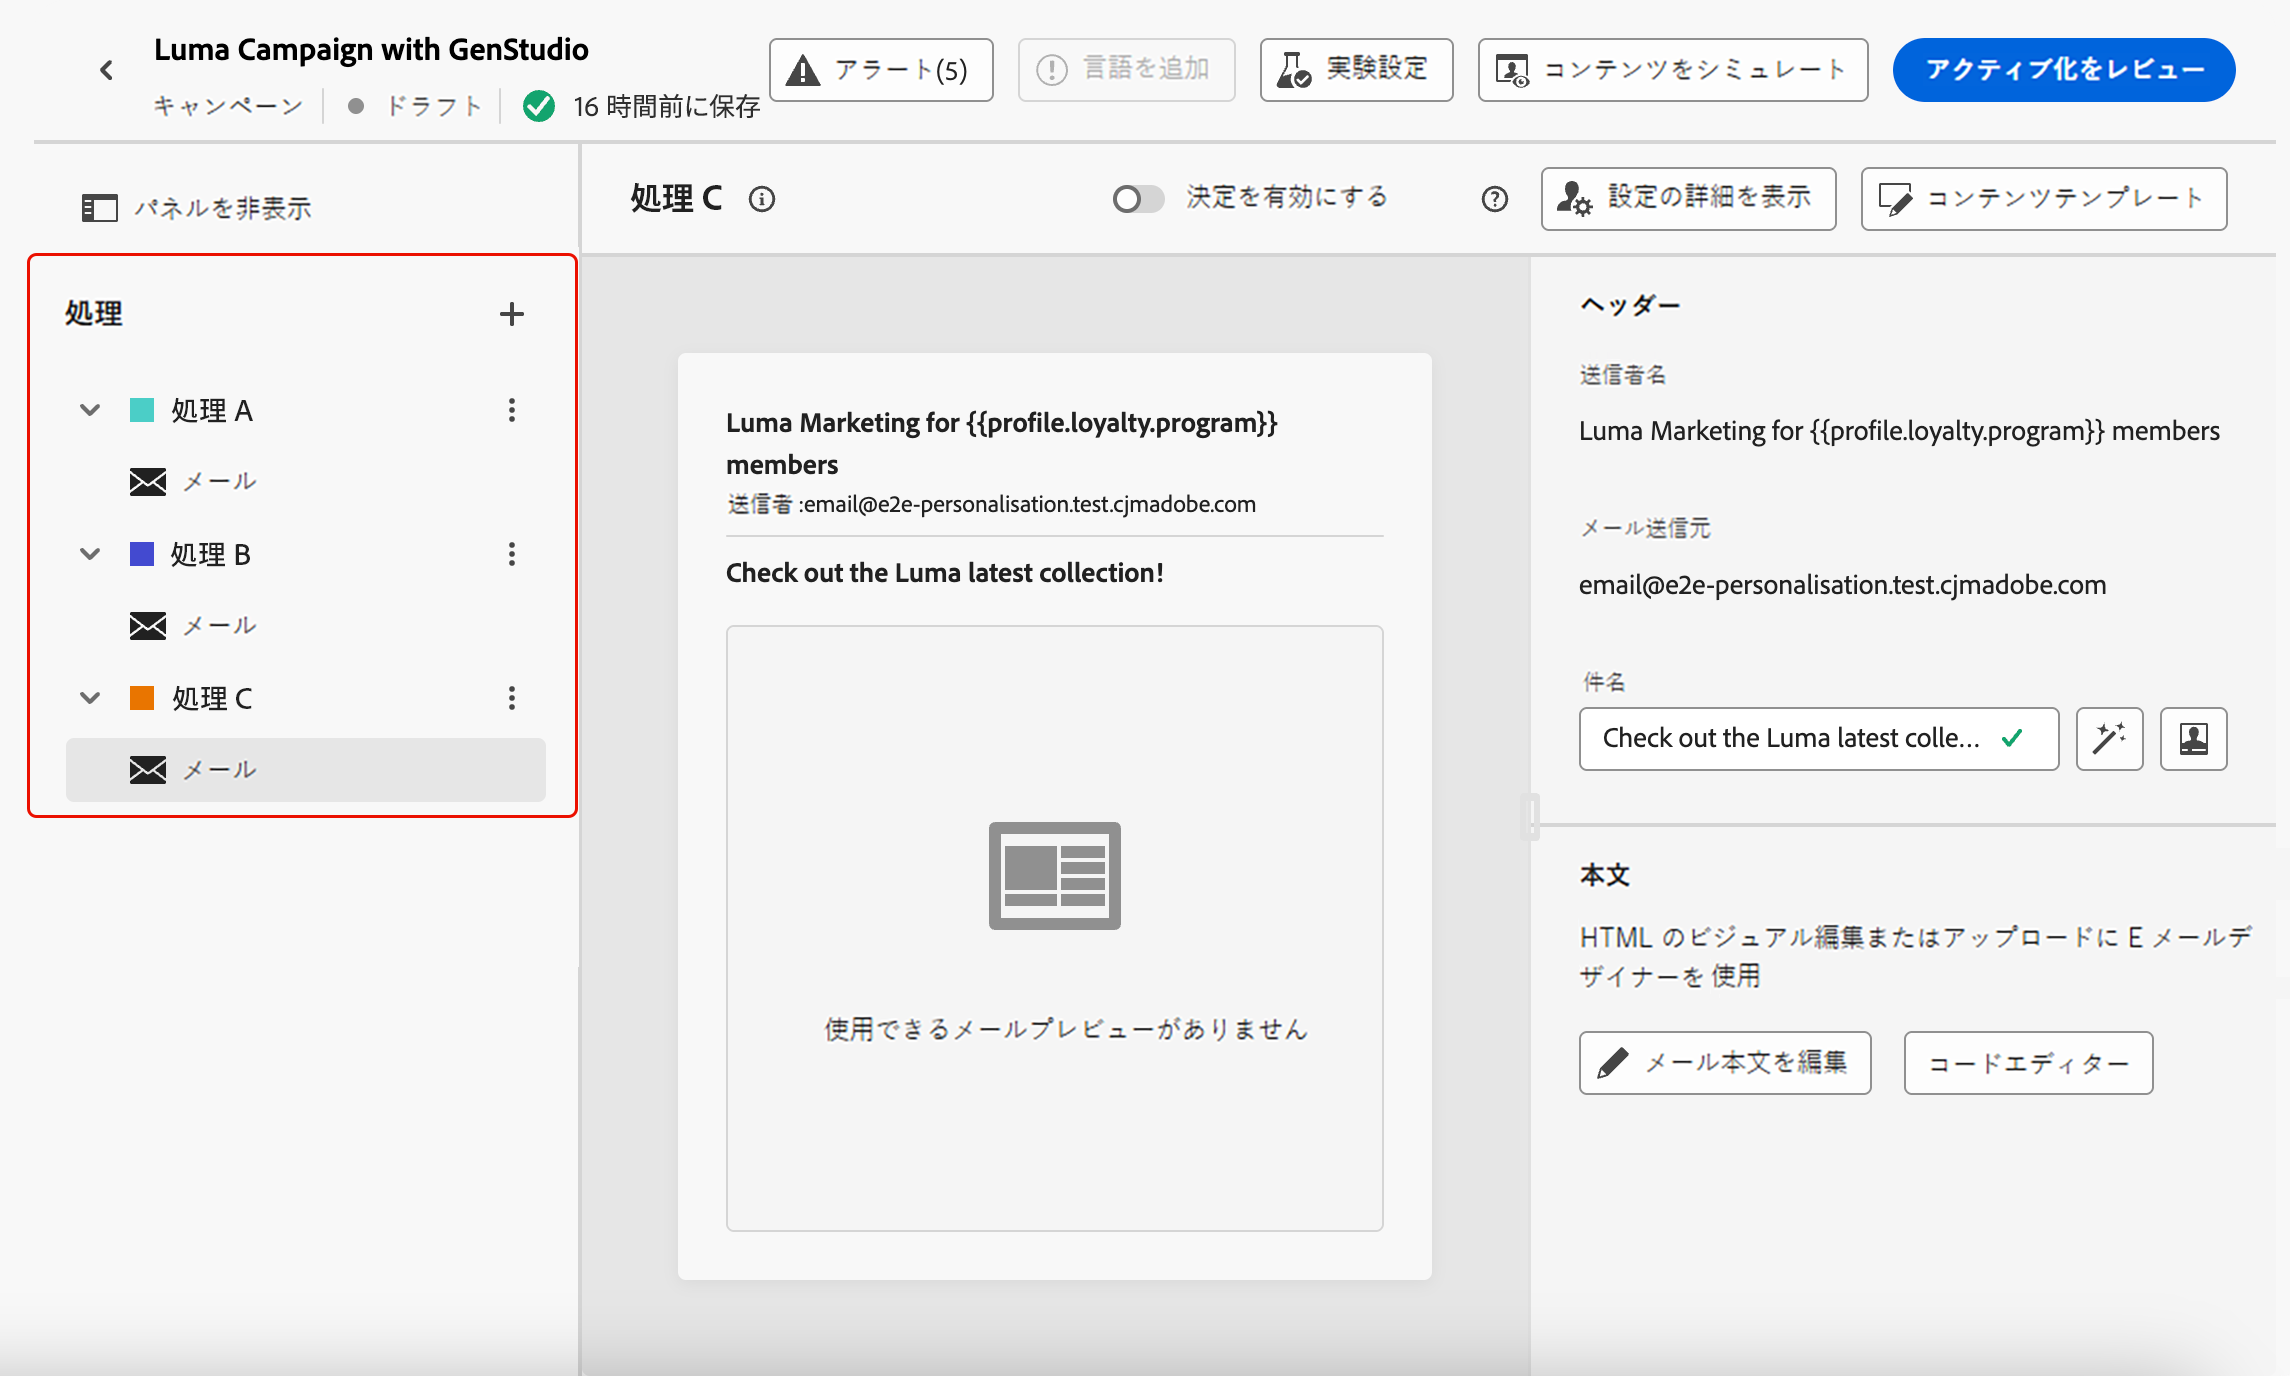 Luma Campaign with GenStudio
キャンペーン
ドラフト
16 時間前に保存
アラート(5)
言語を追加
実験設定
コンテンツをシミュレート
アクティブ化をレビュー
パネルを非表示
処理 C
決定を有効にする
設定の詳細を表示
コンテンツテンプレート
処理
処理 A
メール
処理 B
メール
処理 C
メール
Luma Marketing for {{profile.loyalty.program}}
members
送信者 :email@e2e-personalisation.test.cjmadobe.com
Check out the Luma latest collection!
使用できるメールプレビューがありません
ヘッダー
送信者名
Luma Marketing for {{profile.loyalty.program}} members
メール送信元
email@e2e-personalisation.test.cjmadobe.com
件名
Check out the Luma latest colle...
本文
HTML のビジュアル編集またはアップロードに E メールデ
ザイナーを 使用
メール本文を編集
コードエディター